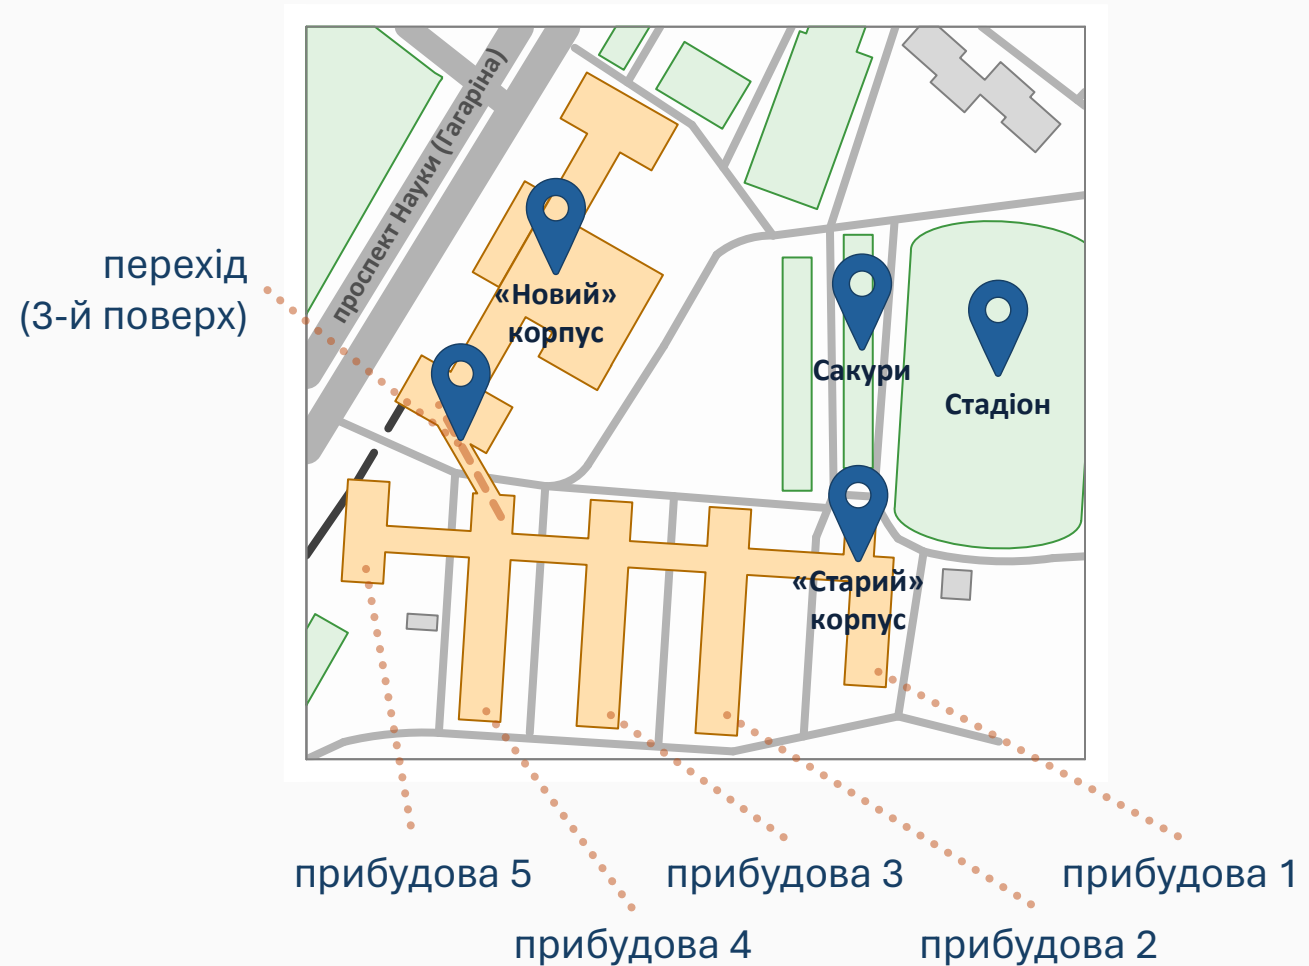 проспект Науки (Гагаріна)
перехід
(3-й поверх)
«Новий»
корпус
Сакури
Стадіон
«Старий»
корпус
прибудова 5
прибудова 3
прибудова 1
прибудова 4
прибудова 2